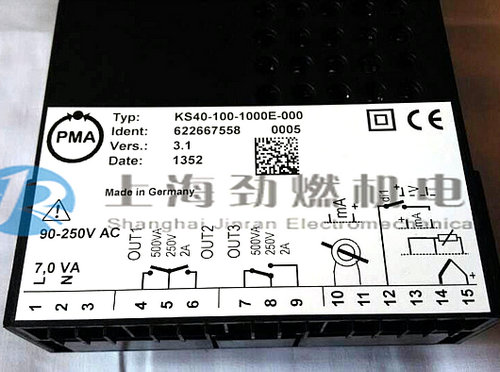 PMA
Typ: KS40-100-1000E-000
Ident: 622667558 0005
Vers.: 3.1
Date: 1352
CE
Made in Germany
上海劲燃机电
Shanghai Jiaran Electromechanical
90-250V AC
7,0 VA
L N
OUT1
500VA
250V
2A
OUT2
OUT3
500VA
250V
2A
mA
di1
V
mA
1 2 3 4 5 6 7 8 9 10 11 12 13 14 15